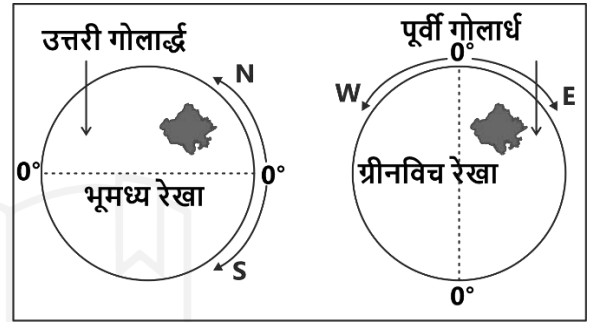 उत्तरी गोलार्द्ध
N
0°
0°
भूमध्य रेखा
S
पूर्वी गोलार्ध
0°
W
E
ग्रीनविच रेखा
0°